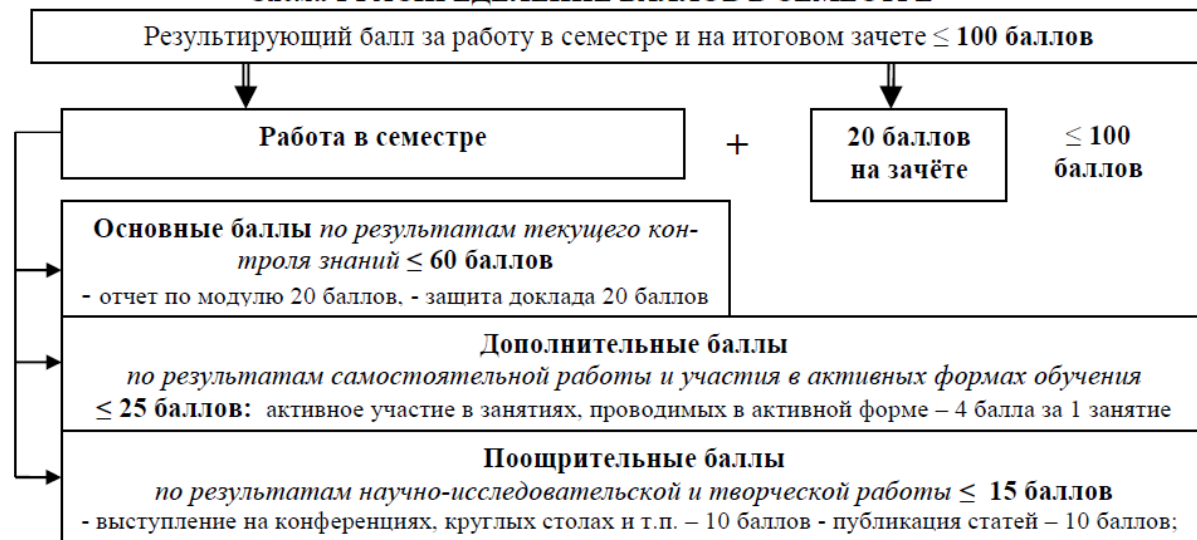 Результирующий балл за работу в семестре и на итоговом зачете ≤ 100 баллов
Работа в семестре
+
20 баллов
на зачёте
≤ 100
баллов
Основные баллы по результатам текущего кон-
троля знаний ≤ 60 баллов
- отчет по модулю 20 баллов, - защита доклада 20 баллов
Дополнительные баллы
по результатам самостоятельной работы и участия в активных формах обучения
≤ 25 баллов: активное участие в занятиях, проводимых в активной форме – 4 балла за 1 занятие
Поощрительные баллы
по результатам научно-исследовательской и творческой работы ≤ 15 баллов
- выступление на конференциях, круглых столах и т.п. – 10 баллов - публикация статей – 10 баллов;